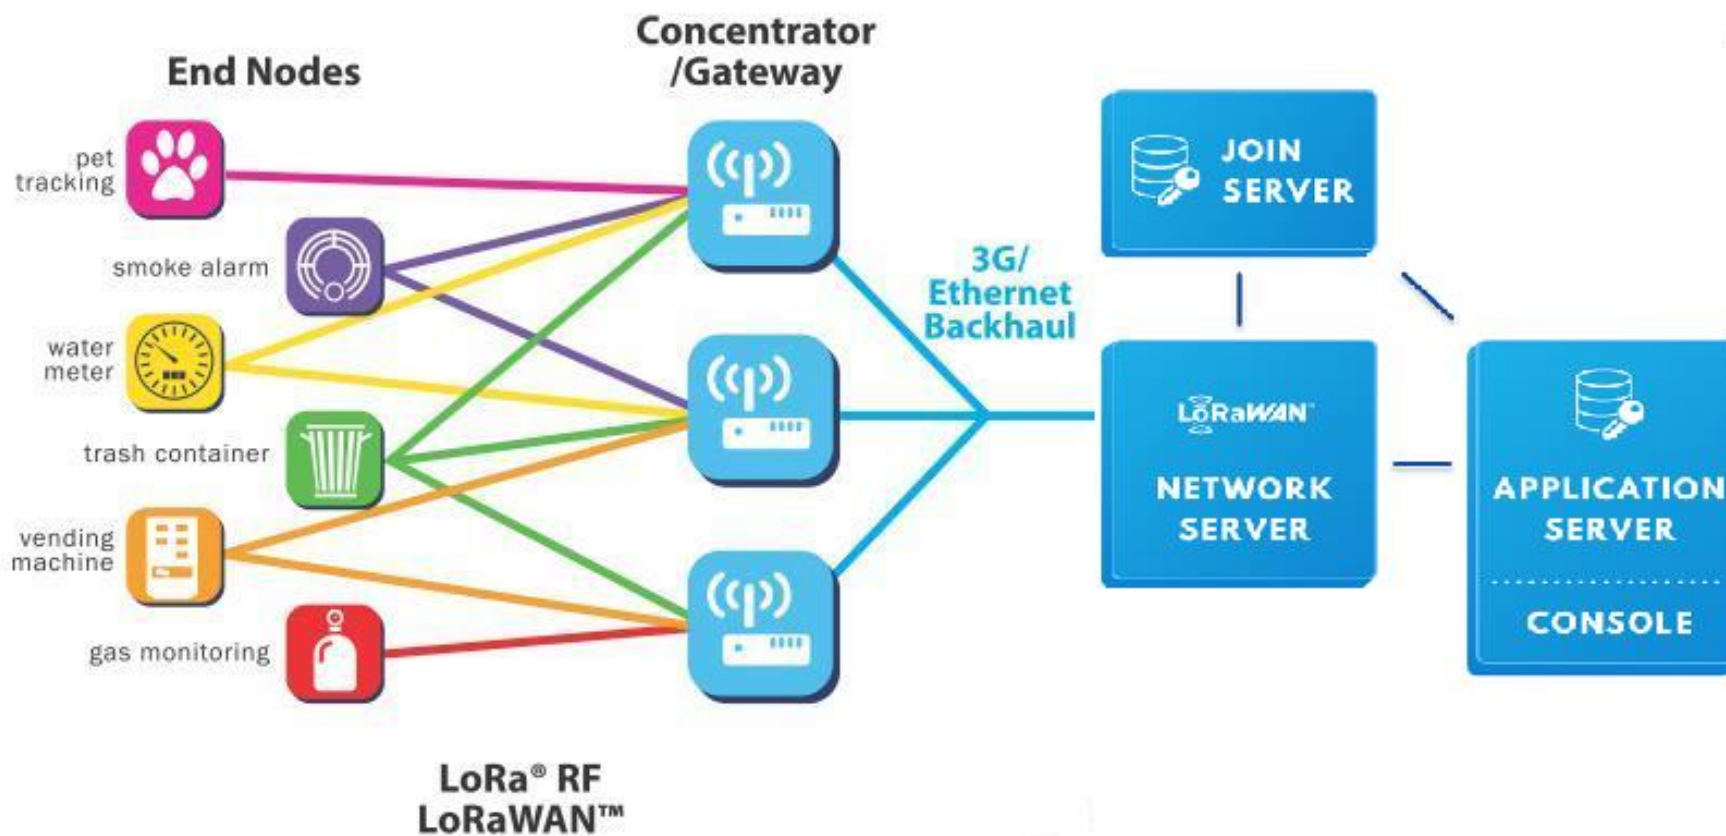 End Nodes
Concentrator
/Gateway
pet
tracking
smoke alarm
water
meter
trash container
vending
machine
gas monitoring
LoRa® RF
LoRaWAN™
3G/
Ethernet
Backhaul
JOIN
SERVER
LoRaWAN™
NETWORK
SERVER
APPLICATION
SERVER
CONSOLE